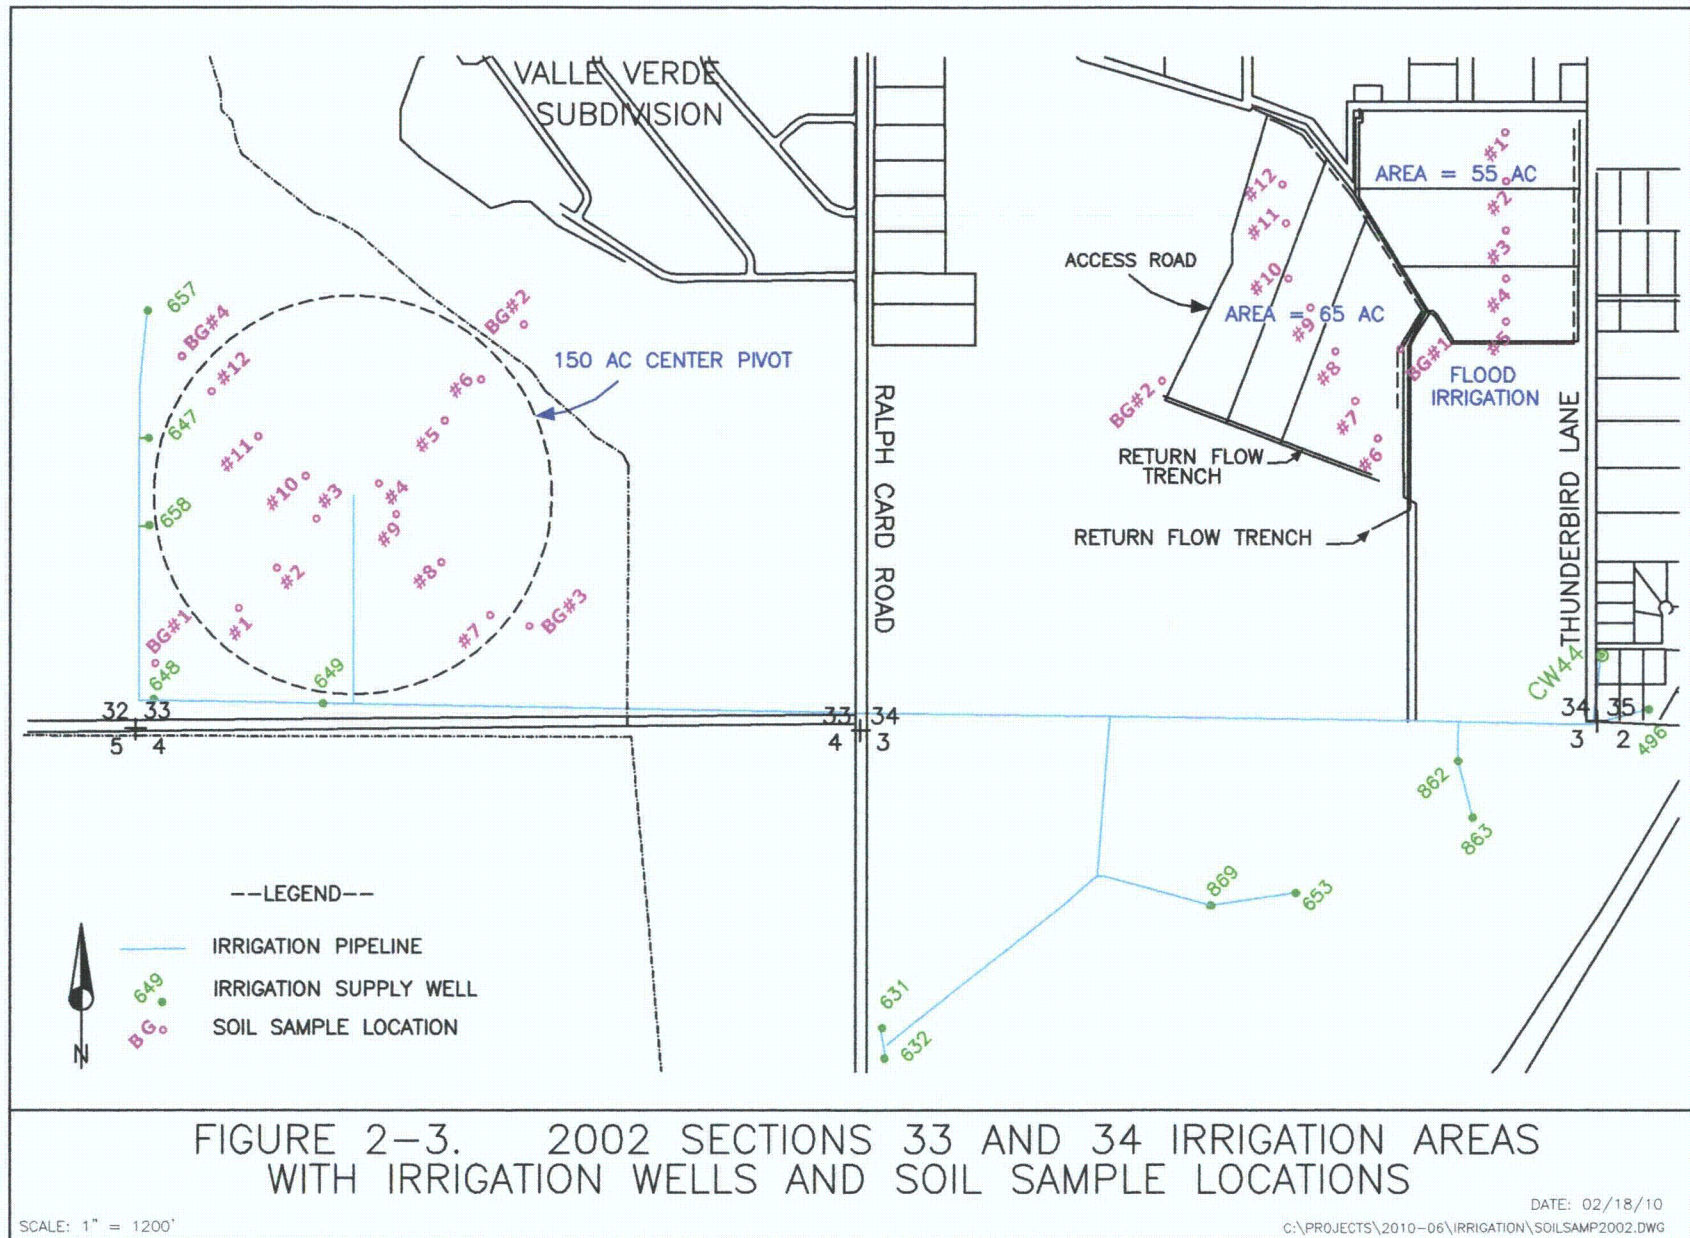 VALLE VERDE
SUBDIVISION
#1
AREA = 55 AC
#12
#2
#11
#3
ACCESS ROAD
#10
#4
657
BG#4
BG#2
AREA = 65 AC
#9
#5
150 AC CENTER PIVOT
#12
#6
#8
BG#1
FLOOD
IRRIGATION
BG#2
647
#5
#7
#11
#6
RETURN FLOW
TRENCH
RALPH CARD ROAD
THUNDERBIRD LANE
#10
#3
#4
658
#9
RETURN FLOW TRENCH
#2
#8
BG#1
#1
#7
BG#3
648
649
CW44
32 33
33 34
34 35
5 4
4 3
3 2
496
862
863
869
653
--LEGEND--
IRRIGATION PIPELINE
649 IRRIGATION SUPPLY WELL
BG SOIL SAMPLE LOCATION
N
631
632
FIGURE 2-3. 2002 SECTIONS 33 AND 34 IRRIGATION AREAS
WITH IRRIGATION WELLS AND SOIL SAMPLE LOCATIONS
DATE: 02/18/10
SCALE: 1" = 1200'
C:\PROJECTS\2010-06\IRRIGATION\SOILSAMP2002.DWG